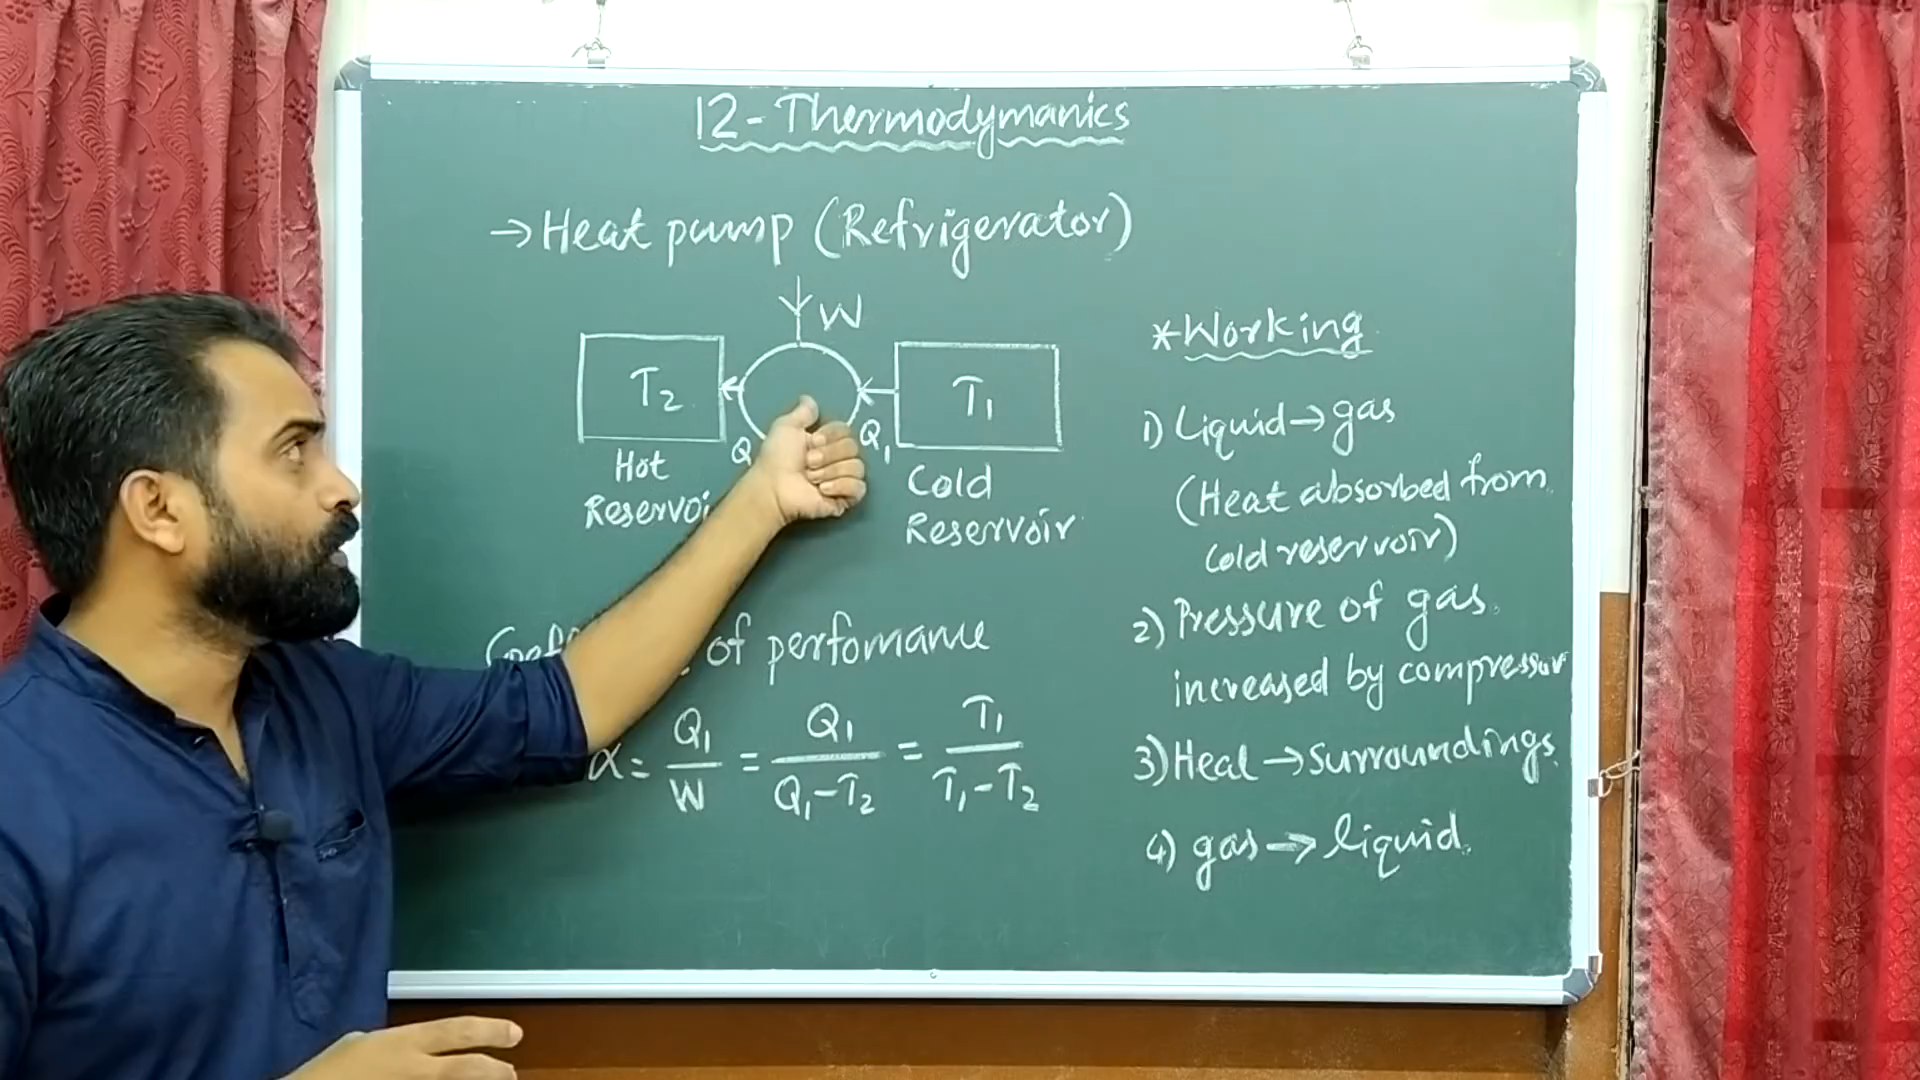 12-Thermodymanics
→Heat pump (Refrigerator)
W
T₂
T₁
Q
Q₁
Hot
Cold
Reservoir
of perfomance
α = Q₁/W = Q₁/Q₁-T₂ = T₁/T₁-T₂
*Working
1) Liquid→gas
(Heat absorbed from
cold reservoir)
2) Pressure of gas
increased by compressor
3) Heat →surroundings.
4) gas → liquid.